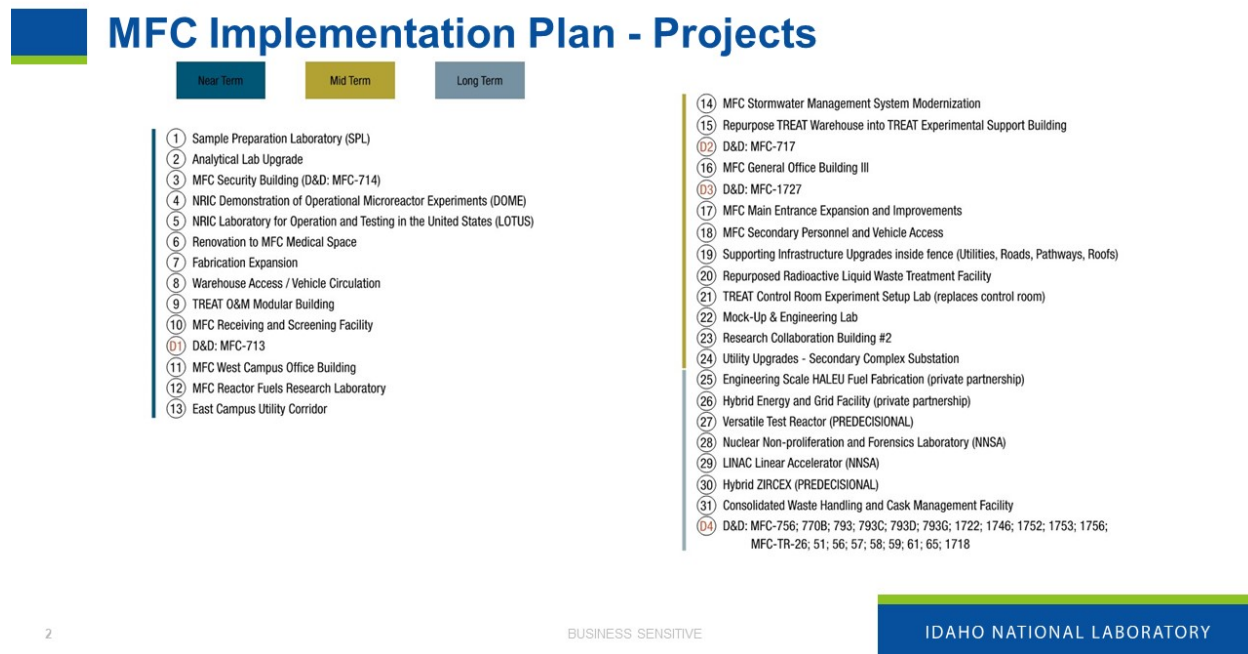 MFC Implementation Plan - Projects
Near Term
Mid Term
Long Term
1 Sample Preparation Laboratory (SPL)
2 Analytical Lab Upgrade
3 MFC Security Building (D&D: MFC-714)
4 NRIC Demonstration of Operational Microreactor Experiments (DOME)
5 NRIC Laboratory for Operation and Testing in the United States (LOTUS)
6 Renovation to MFC Medical Space
7 Fabrication Expansion
8 Warehouse Access / Vehicle Circulation
9 TREAT O&M Modular Building
10 MFC Receiving and Screening Facility
D1 D&D: MFC-713
11 MFC West Campus Office Building
12 MFC Reactor Fuels Research Laboratory
13 East Campus Utility Corridor
14 MFC Stormwater Management System Modernization
15 Repurpose TREAT Warehouse into TREAT Experimental Support Building
D2 D&D: MFC-717
16 MFC General Office Building III
D3 D&D: MFC-1727
17 MFC Main Entrance Expansion and Improvements
18 MFC Secondary Personnel and Vehicle Access
19 Supporting Infrastructure Upgrades inside fence (Utilities, Roads, Pathways, Roofs)
20 Repurposed Radioactive Liquid Waste Treatment Facility
21 TREAT Control Room Experiment Setup Lab (replaces control room)
22 Mock-Up & Engineering Lab
23 Research Collaboration Building #2
24 Utility Upgrades - Secondary Complex Substation
25 Engineering Scale HALEU Fuel Fabrication (private partnership)
26 Hybrid Energy and Grid Facility (private partnership)
27 Versatile Test Reactor (PREDECISIONAL)
28 Nuclear Non-proliferation and Forensics Laboratory (NNSA)
29 LINAC Linear Accelerator (NNSA)
30 Hybrid ZIRCEX (PREDECISIONAL)
31 Consolidated Waste Handling and Cask Management Facility
D4 D&D: MFC-756; 770B; 793; 793C; 793D; 793G; 1722; 1746; 1752; 1753; 1756;
MFC-TR-26; 51; 56; 57; 58; 59; 61; 65; 1718
2
BUSINESS SENSITIVE
IDAHO NATIONAL LABORATORY